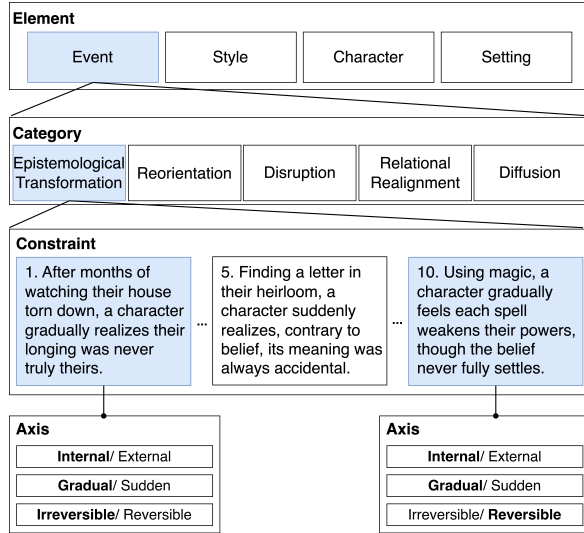 Element
Event
Style
Character
Setting
Category
Epistemological
Transformation
Reorientation
Disruption
Relational
Realignment
Diffusion
Constraint
1. After months of
watching their house
torn down, a character
gradually realizes their
longing was never
truly theirs.
...
5. Finding a letter in
their heirloom, a
character suddenly
realizes, contrary to
belief, its meaning was
always accidental.
...
10. Using magic, a
character gradually
feels each spell
weakens their powers,
though the belief
never fully settles.
Axis
Internal/ External
Gradual/ Sudden
Irreversible/ Reversible
Axis
Internal/ External
Gradual/ Sudden
Irreversible/ Reversible